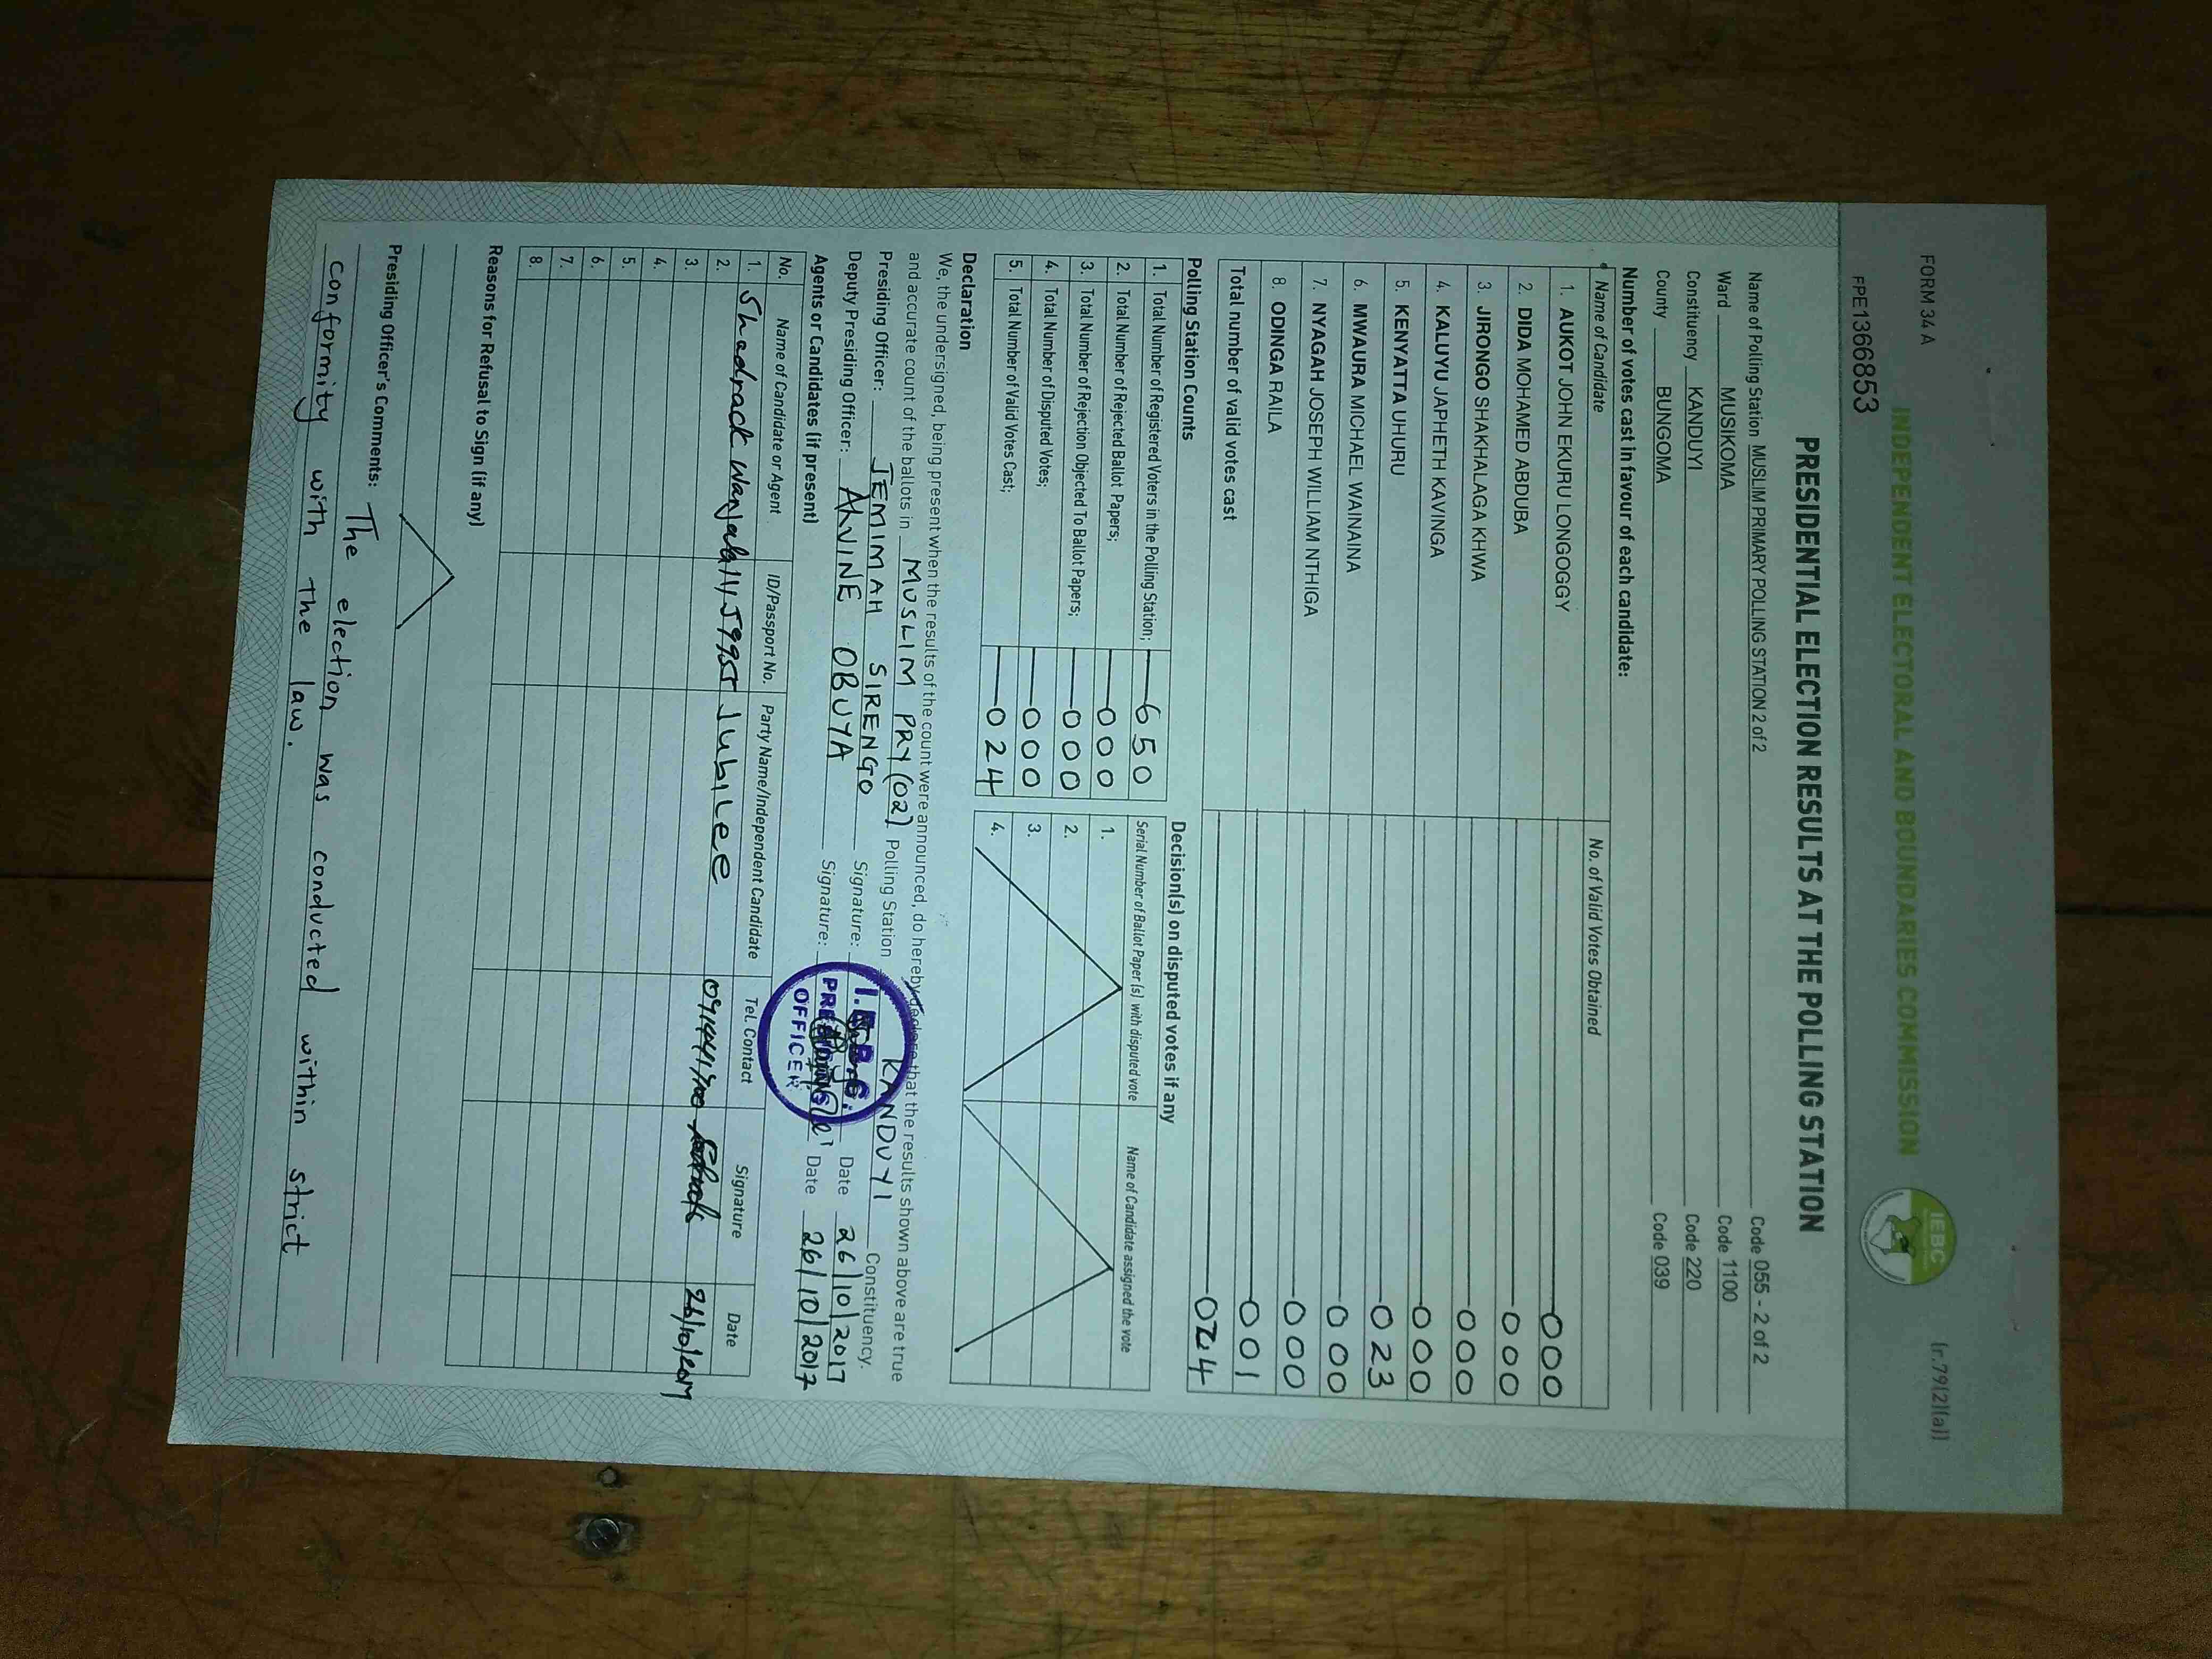 FORM 34 A
(r.79(2)(a))
INDEPENDENT ELECTORAL AND BOUNDARIES COMMISSION
IEBC
FPE1366853
PRESIDENTIAL ELECTION RESULTS AT THE POLLING STATION
Name of Polling Station MUSLIM PRIMARY POLLING STATION 2 of 2 Code 055 - 2 of 2
Ward MUSIKOMA Code 1100
Constituency KANDUYI Code 220
County BUNGOMA Code 039
Number of votes cast in favour of each candidate:
Name of Candidate No. of Valid Votes Obtained
1. AUKOT JOHN EKURU LONGOGGY 000
2. DIDA MOHAMED ABDUBA 000
3. JIRONGO SHAKHALAGA KHWA 000
4. KALUYU JAPHETH KAVINGA 000
5. KENYATTA UHURU 023
6. MWAURA MICHAEL WAINAINA 000
7. NYAGAH JOSEPH WILLIAM NTHIGA 000
8. ODINGA RAILA 001
Total number of valid votes cast 024
Polling Station Counts
1. Total Number of Registered Voters in the Polling Station; 650
2. Total Number of Rejected Ballot Papers; 000
3. Total Number of Rejection Objected To Ballot Papers; 000
4. Total Number of Disputed Votes; 000
5. Total Number of Valid Votes Cast; 024
Decision(s) on disputed votes if any
Serial Number of Ballot Paper (s) with disputed vote Name of Candidate assigned the vote
1.
2.
3.
4.
Declaration
We, the undersigned, being present when the results of the count were announced, do hereby declare that the results shown above are true
and accurate count of the ballots in MUSLIM PRY (02) Polling Station KANDUYI Constituency.
Presiding Officer: JEMIMAH SIRENGO Signature: Date 26/10/2017
Deputy Presiding Officer: ALVINE OBUYA Signature: Date 26/10/2017
I.E.B.C.
PRESIDING
OFFICER
Agents or Candidates (if present)
No. Name of Candidate or Agent ID/Passport No. Party Name/Independent Candidate Tel. Contact Signature Date
1. Shadrack Jubilee 26/10/2017
2.
3.
4.
5.
6.
7.
8.
Reasons for Refusal to Sign (if any)
Presiding Officer's Comments: The election was conducted within strict
conformity with the law.